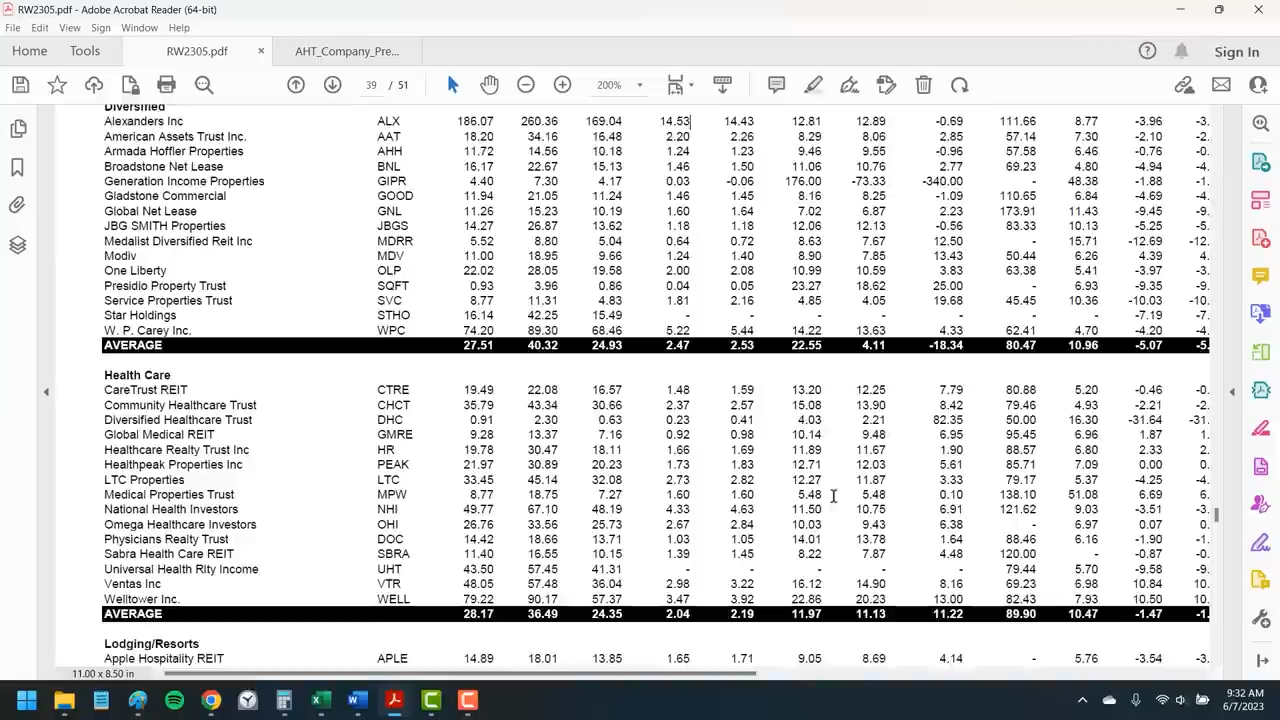 RW2305.pdf - Adobe Acrobat Reader (64-bit)
File Edit View Sign Window Help
Home Tools RW2305.pdf × AHT_Company_Pre... Sign In
39 / 51 200%
Diversified
Alexanders Inc ALX 186.07 260.36 169.04 14.53 14.43 12.81 12.89 -0.69 111.66 8.77 -3.96 -3.
American Assets Trust Inc. AAT 18.20 34.16 16.48 2.20 2.26 8.29 8.06 2.85 57.14 7.30 -2.10 -2.
Armada Hoffler Properties AHH 11.72 14.56 10.18 1.24 1.23 9.46 9.55 -0.96 57.58 6.46 -0.76 -0.
Broadstone Net Lease BNL 16.17 22.67 15.13 1.46 1.50 11.06 10.76 2.77 69.23 4.80 -4.94 -4.
Generation Income Properties GIPR 4.40 7.30 4.17 0.03 -0.06 176.00 -73.33 -340.00 - 48.38 -1.88 -1.
Gladstone Commercial GOOD 11.94 21.05 11.24 1.46 1.45 8.16 8.25 -1.09 110.65 6.84 -4.69 -4.
Global Net Lease GNL 11.26 15.23 10.19 1.60 1.64 7.02 6.87 2.23 173.91 11.43 -9.45 -9.
JBG SMITH Properties JBGS 14.27 26.87 13.62 1.18 1.18 12.06 12.13 -0.56 83.33 10.13 -5.25 -5.
Medalist Diversified Reit Inc MDRR 5.52 8.80 5.04 0.64 0.72 8.63 7.67 12.50 - 15.71 -12.69 -12.
Modiv MDV 11.00 18.95 9.66 1.24 1.40 8.90 7.85 13.43 50.44 6.26 4.39 4.
One Liberty OLP 22.02 28.05 19.58 2.00 2.08 10.99 10.59 3.83 63.38 5.41 -3.97 -3.
Presidio Property Trust SQFT 0.93 3.96 0.86 0.04 0.05 23.27 18.62 25.00 - 6.93 -9.35 -9.
Service Properties Trust SVC 8.77 11.31 4.83 1.81 2.16 4.85 4.05 19.68 45.45 10.36 -10.03 -10.
Star Holdings STHO 16.14 42.25 15.49 - - - - - - - -7.19 -7.
W. P. Carey Inc. WPC 74.20 89.30 68.46 5.22 5.44 14.22 13.63 4.33 62.41 4.70 -4.20 -4.
AVERAGE 27.51 40.32 24.93 2.47 2.53 22.55 4.11 -18.34 80.47 10.96 -5.07 -5.
Health Care
CareTrust REIT CTRE 19.49 22.08 16.57 1.48 1.59 13.20 12.25 7.79 80.88 5.20 -0.46 -0.
Community Healthcare Trust CHCT 35.79 43.34 30.66 2.37 2.57 15.08 13.90 8.42 79.46 4.93 -2.21 -2.
Diversified Healthcare Trust DHC 0.91 2.30 0.63 0.23 0.41 4.03 2.21 82.35 50.00 16.30 -31.64 -31.
Global Medical REIT GMRE 9.28 13.37 7.16 0.92 0.98 10.14 9.48 6.95 95.45 6.96 1.87 1.
Healthcare Realty Trust Inc HR 19.78 30.47 18.11 1.66 1.69 11.89 11.67 1.90 88.57 6.80 2.33 2.
Healthpeak Properties Inc PEAK 21.97 30.89 20.23 1.73 1.83 12.71 12.03 5.61 85.71 7.09 0.00 0.
LTC Properties LTC 33.45 45.14 32.08 2.73 2.82 12.27 11.87 3.33 79.17 5.37 -4.25 -4.
Medical Properties Trust MPW 8.77 18.75 7.27 1.60 1.60 5.48 5.48 0.10 138.10 51.08 6.69 6.
National Health Investors NHI 49.77 67.10 48.19 4.33 4.63 11.50 10.75 6.91 121.62 9.03 -3.51 -3.
Omega Healthcare Investors OHI 26.76 33.56 25.73 2.67 2.84 10.03 9.43 6.38 - 6.97 0.07 0.
Physicians Realty Trust DOC 14.42 18.66 13.71 1.03 1.05 14.01 13.78 1.64 88.46 6.16 -1.90 -1.
Sabra Health Care REIT SBRA 11.40 16.55 10.15 1.39 1.45 8.22 7.87 4.48 120.00 - -0.87 -0.
Universal Health Rlty Income UHT 43.50 57.45 41.31 - - - - - 79.44 5.70 -9.58 -9.
Ventas Inc VTR 48.05 57.48 36.04 2.98 3.22 16.12 14.90 8.16 69.23 6.98 10.84 10.
Welltower Inc. WELL 79.22 90.17 57.37 3.47 3.92 22.86 20.23 13.00 82.43 7.93 10.50 10.
AVERAGE 28.17 36.49 24.35 2.04 2.19 11.97 11.13 11.22 89.90 10.47 -1.47 -1.
Lodging/Resorts
Apple Hospitality REIT APLE 14.89 18.01 13.85 1.65 1.71 9.05 8.69 4.14 - 5.76 -3.54 -3.
11.00 x 8.50 in
9:32 AM
6/7/2023